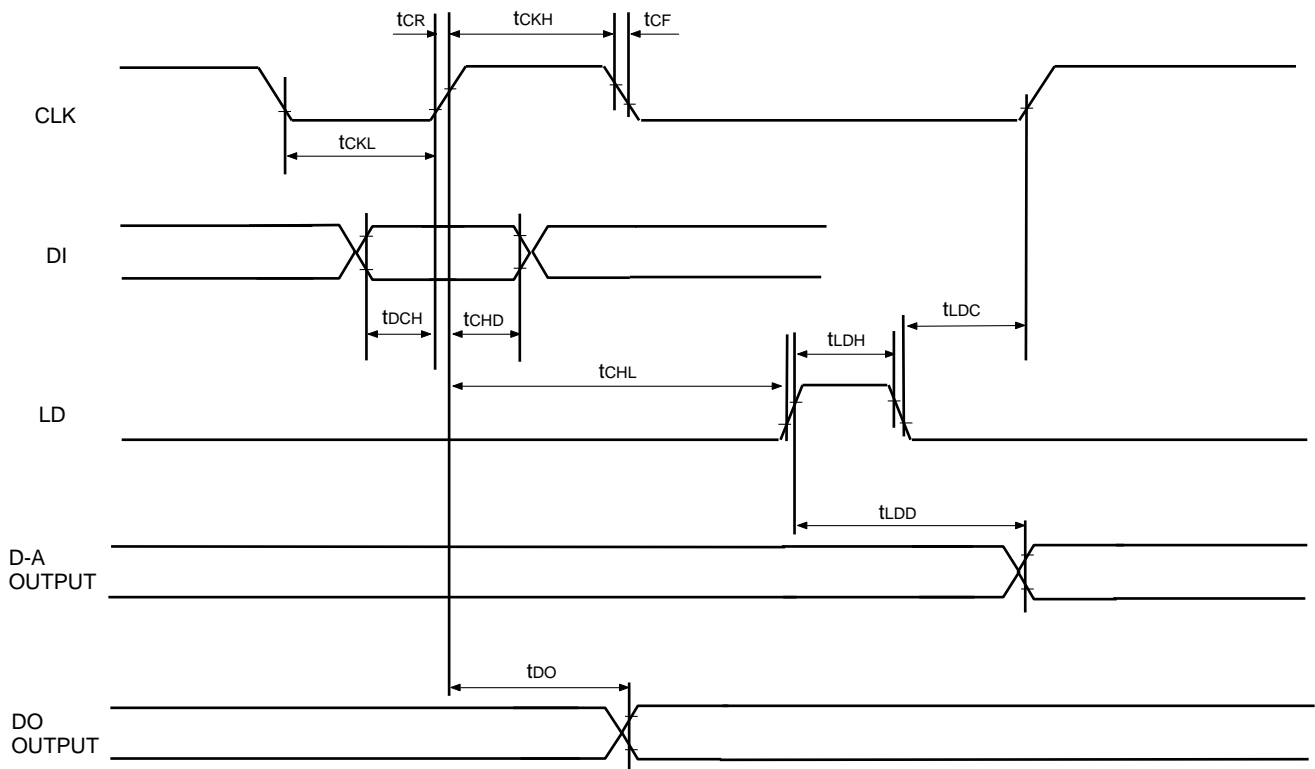 tCR
tCKH
tCF
CLK
tCKL
DI
tDCH
tCHD
tLDC
tLDH
tCHL
LD
tLDD
D-A
OUTPUT
tDO
DO
OUTPUT